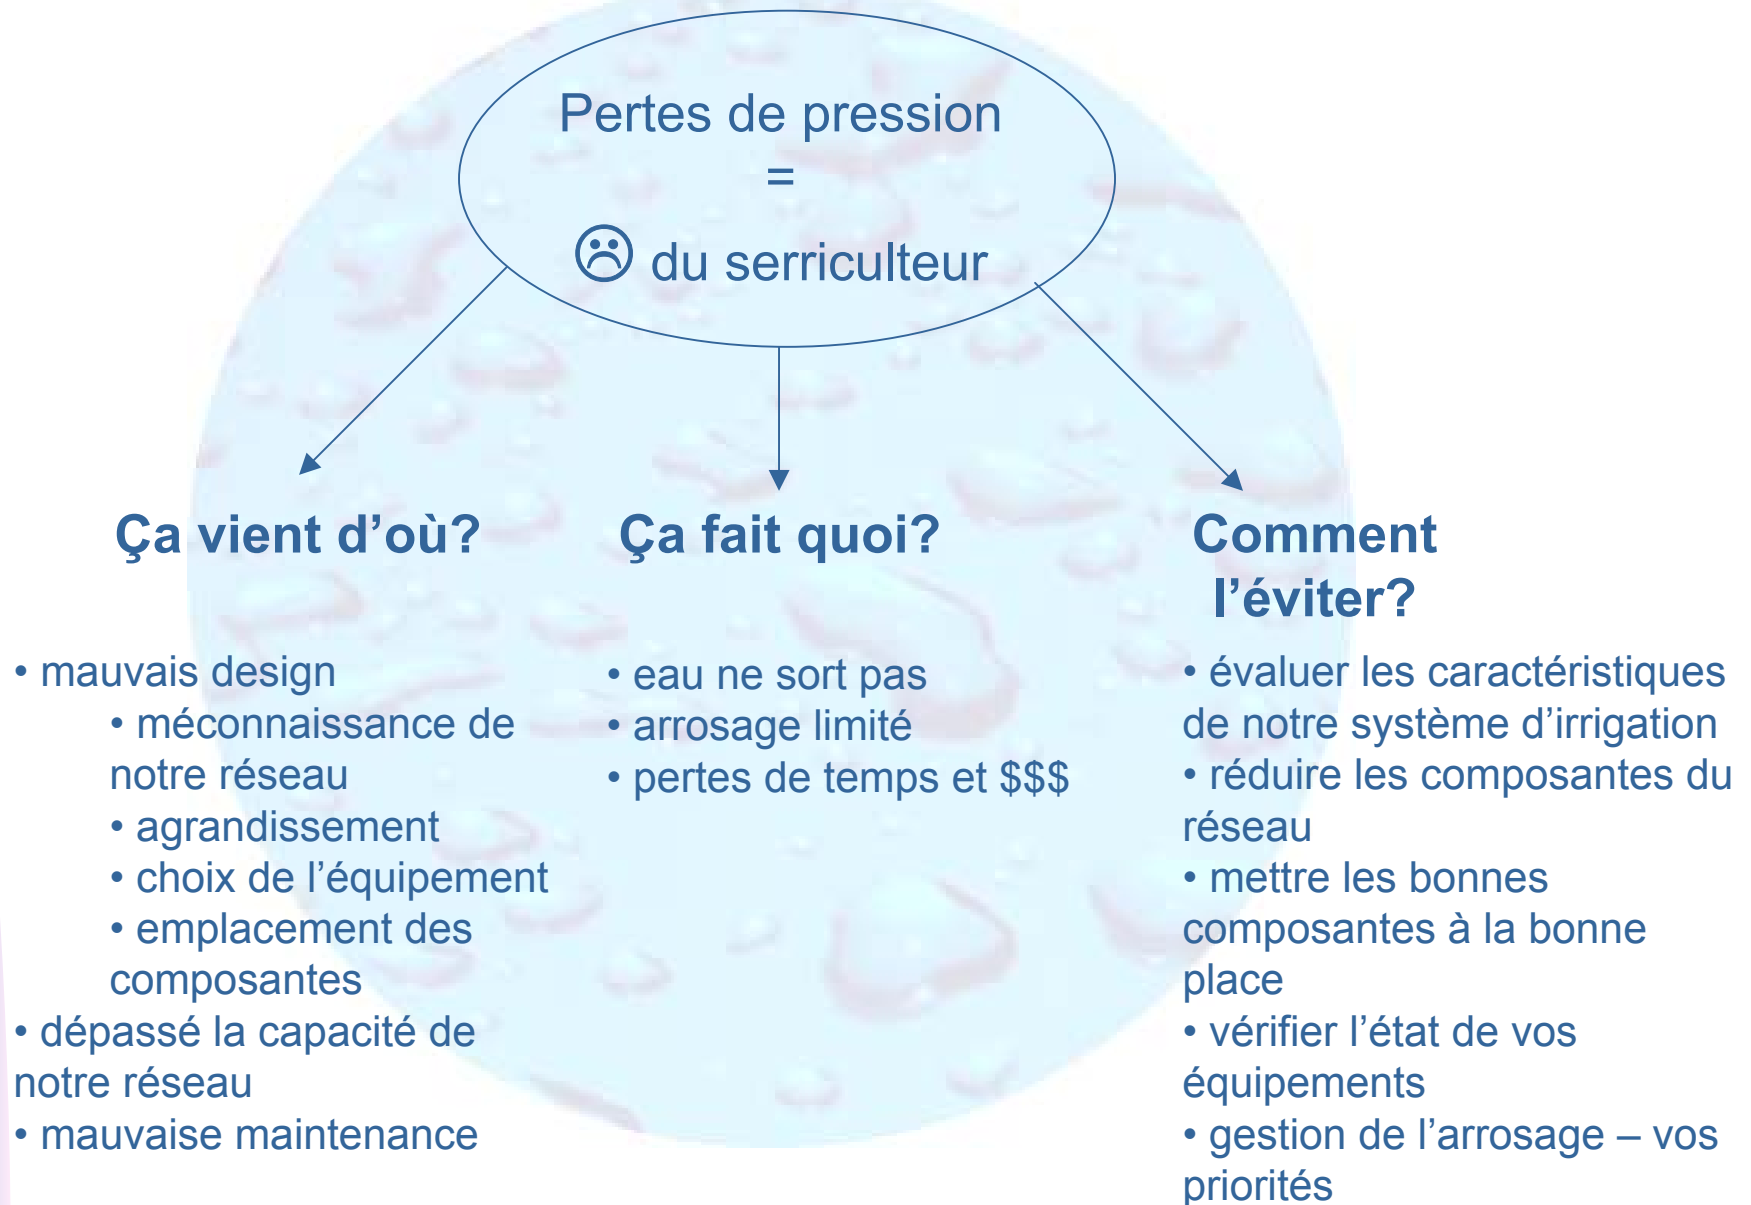 Pertes de pression
=
☹ du serriculteur
Ça vient d’où?
• mauvais design
• méconnaissance de
notre réseau
• agrandissement
• choix de l’équipement
• emplacement des
composantes
• dépassé la capacité de
notre réseau
• mauvaise maintenance
Ça fait quoi?
• eau ne sort pas
• arrosage limité
• pertes de temps et $$$
Comment
l’éviter?
• évaluer les caractéristiques
de notre système d’irrigation
• réduire les composantes du
réseau
• mettre les bonnes
composantes à la bonne
place
• vérifier l’état de vos
équipements
• gestion de l’arrosage – vos
priorités